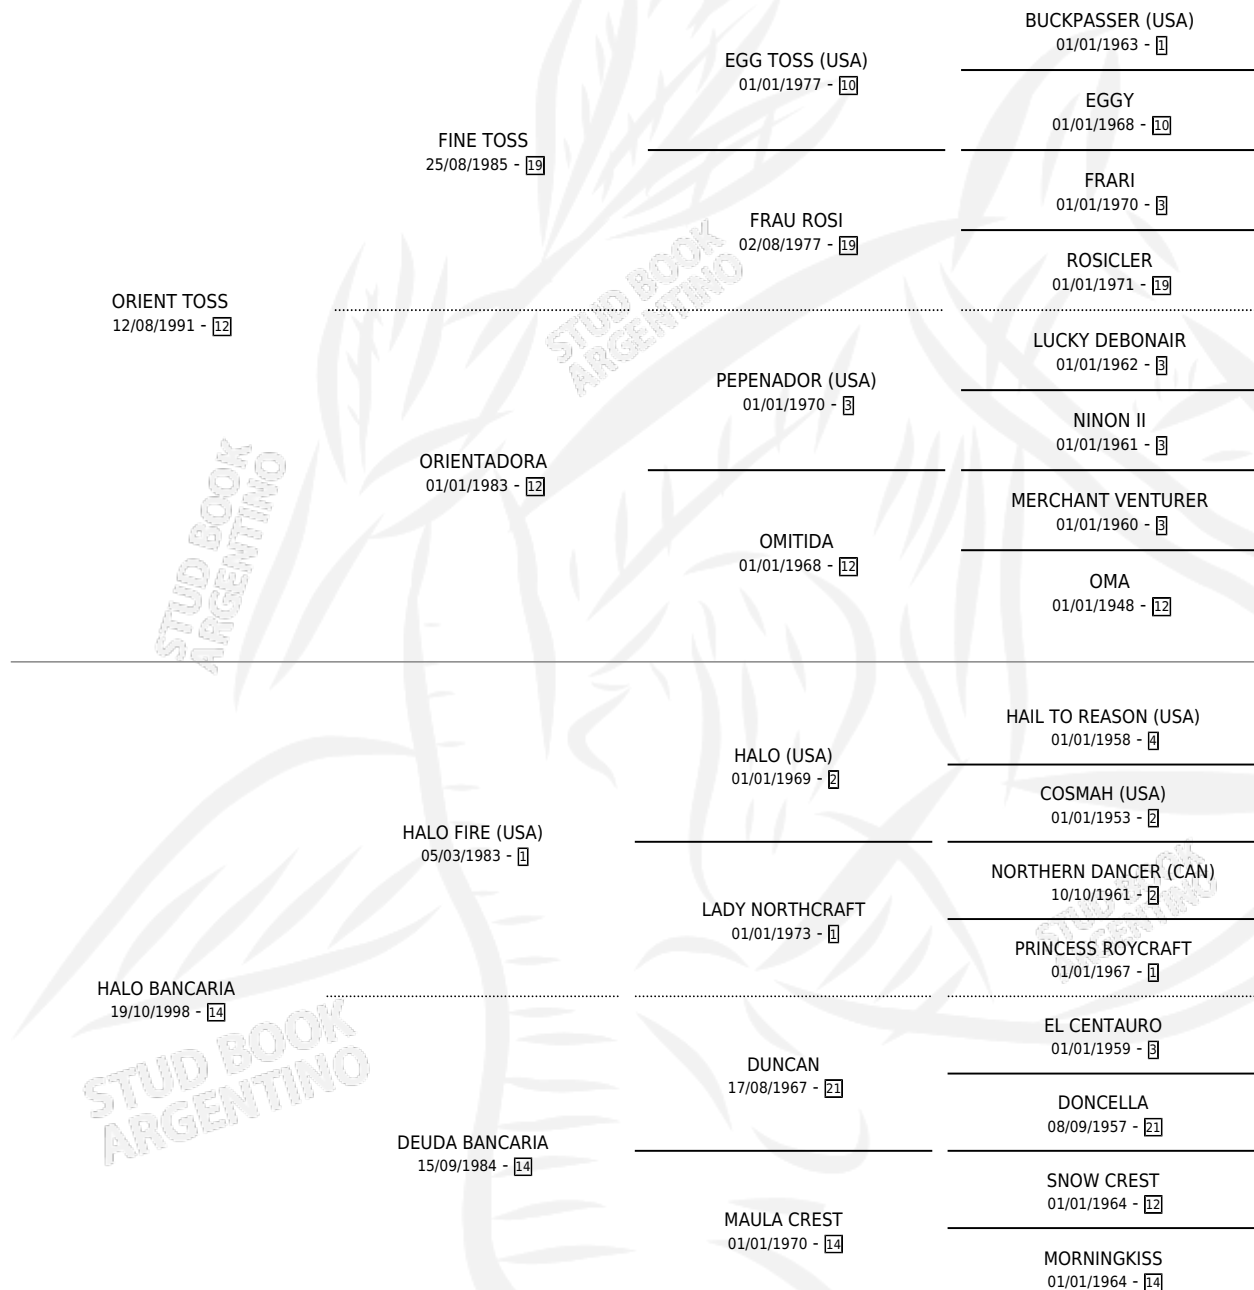 BUCKPASSER (USA)
01/01/1963 - 1
EGG TOSS (USA)
01/01/1977 - 10
EGGY
01/01/1968 - 10
FINE TOSS
25/08/1985 - 19
FRARI
01/01/1970 - 3
FRAU ROSI
02/08/1977 - 19
ROSICLER
01/01/1971 - 19
ORIENT TOSS
12/08/1991 - 12
LUCKY DEBONAIR
01/01/1962 - 3
PEPENADOR (USA)
01/01/1970 - 3
NINON II
01/01/1961 - 3
ORIENTADORA
01/01/1983 - 12
MERCHANT VENTURER
01/01/1960 - 3
OMITIDA
01/01/1968 - 12
OMA
01/01/1948 - 12
HAIL TO REASON (USA)
01/01/1958 - 4
HALO (USA)
01/01/1969 - 2
COSMAH (USA)
01/01/1953 - 2
HALO FIRE (USA)
05/03/1983 - 1
NORTHERN DANCER (CAN)
10/10/1961 - 2
LADY NORTHCRAFT
01/01/1973 - 1
PRINCESS ROYCRAFT
01/01/1967 - 1
HALO BANCARIA
19/10/1998 - 14
EL CENTAURO
01/01/1959 - 3
DUNCAN
17/08/1967 - 21
DONCELLA
08/09/1957 - 21
DEUDA BANCARIA
15/09/1984 - 14
SNOW CREST
01/01/1964 - 12
MAULA CREST
01/01/1970 - 14
MORNINGKISS
01/01/1964 - 14
STUD BOOK
ARGENTINO
STUD BOOK
ARGENTINO
STUD BOOK
ARGENTINO
STUD BOOK
ARGENTINO